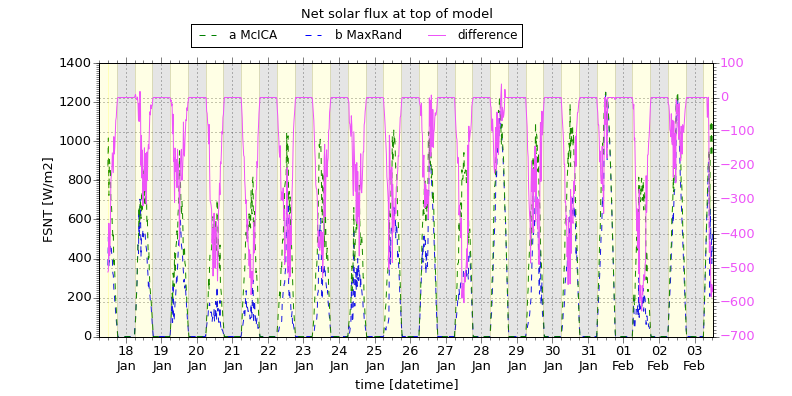 Net solar flux at top of model
a McICA b MaxRand difference
1400
1200
1000
800
600
400
200
0
FSNT [W/m2]
100
0
−100
−200
−300
−400
−500
−600
−700
18 19 20 21 22 23 24 25 26 27 28 29 30 31 01 02 03
Jan Jan Jan Jan Jan Jan Jan Jan Jan Jan Jan Jan Jan Jan Feb Feb Feb
time [datetime]